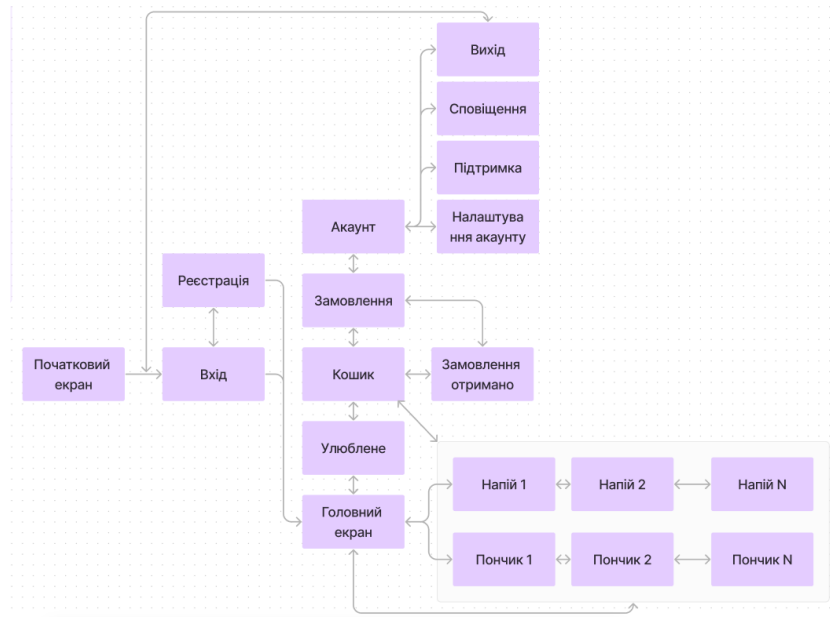 Вихід
Сповіщення
Підтримка
Акаунт
Налаштува
ння акаунту
Реєстрація
Замовлення
Початковий
екран
Вхід
Кошик
Замовлення
отримано
Улюблене
Головний
екран
Напій 1
Напій 2
Напій N
Пончик 1
Пончик 2
Пончик N